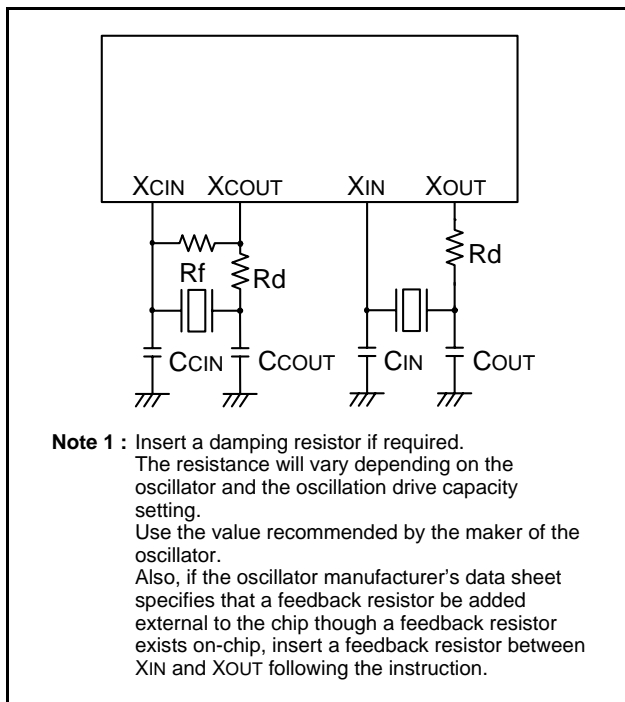 XCIN XCOUT XIN XOUT
Rf Rd Rd
CCIN CCOUT CIN COUT
Note 1 : Insert a damping resistor if required.
The resistance will vary depending on the
oscillator and the oscillation drive capacity
setting.
Use the value recommended by the maker of the
oscillator.
Also, if the oscillator manufacturer's data sheet
specifies that a feedback resistor be added
external to the chip though a feedback resistor
exists on-chip, insert a feedback resistor between
XIN and XOUT following the instruction.